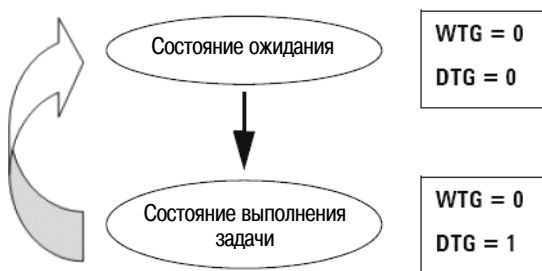 Состояние ожидания
WTG = 0
DTG = 0
Состояние выполнения
задачи
WTG = 0
DTG = 1